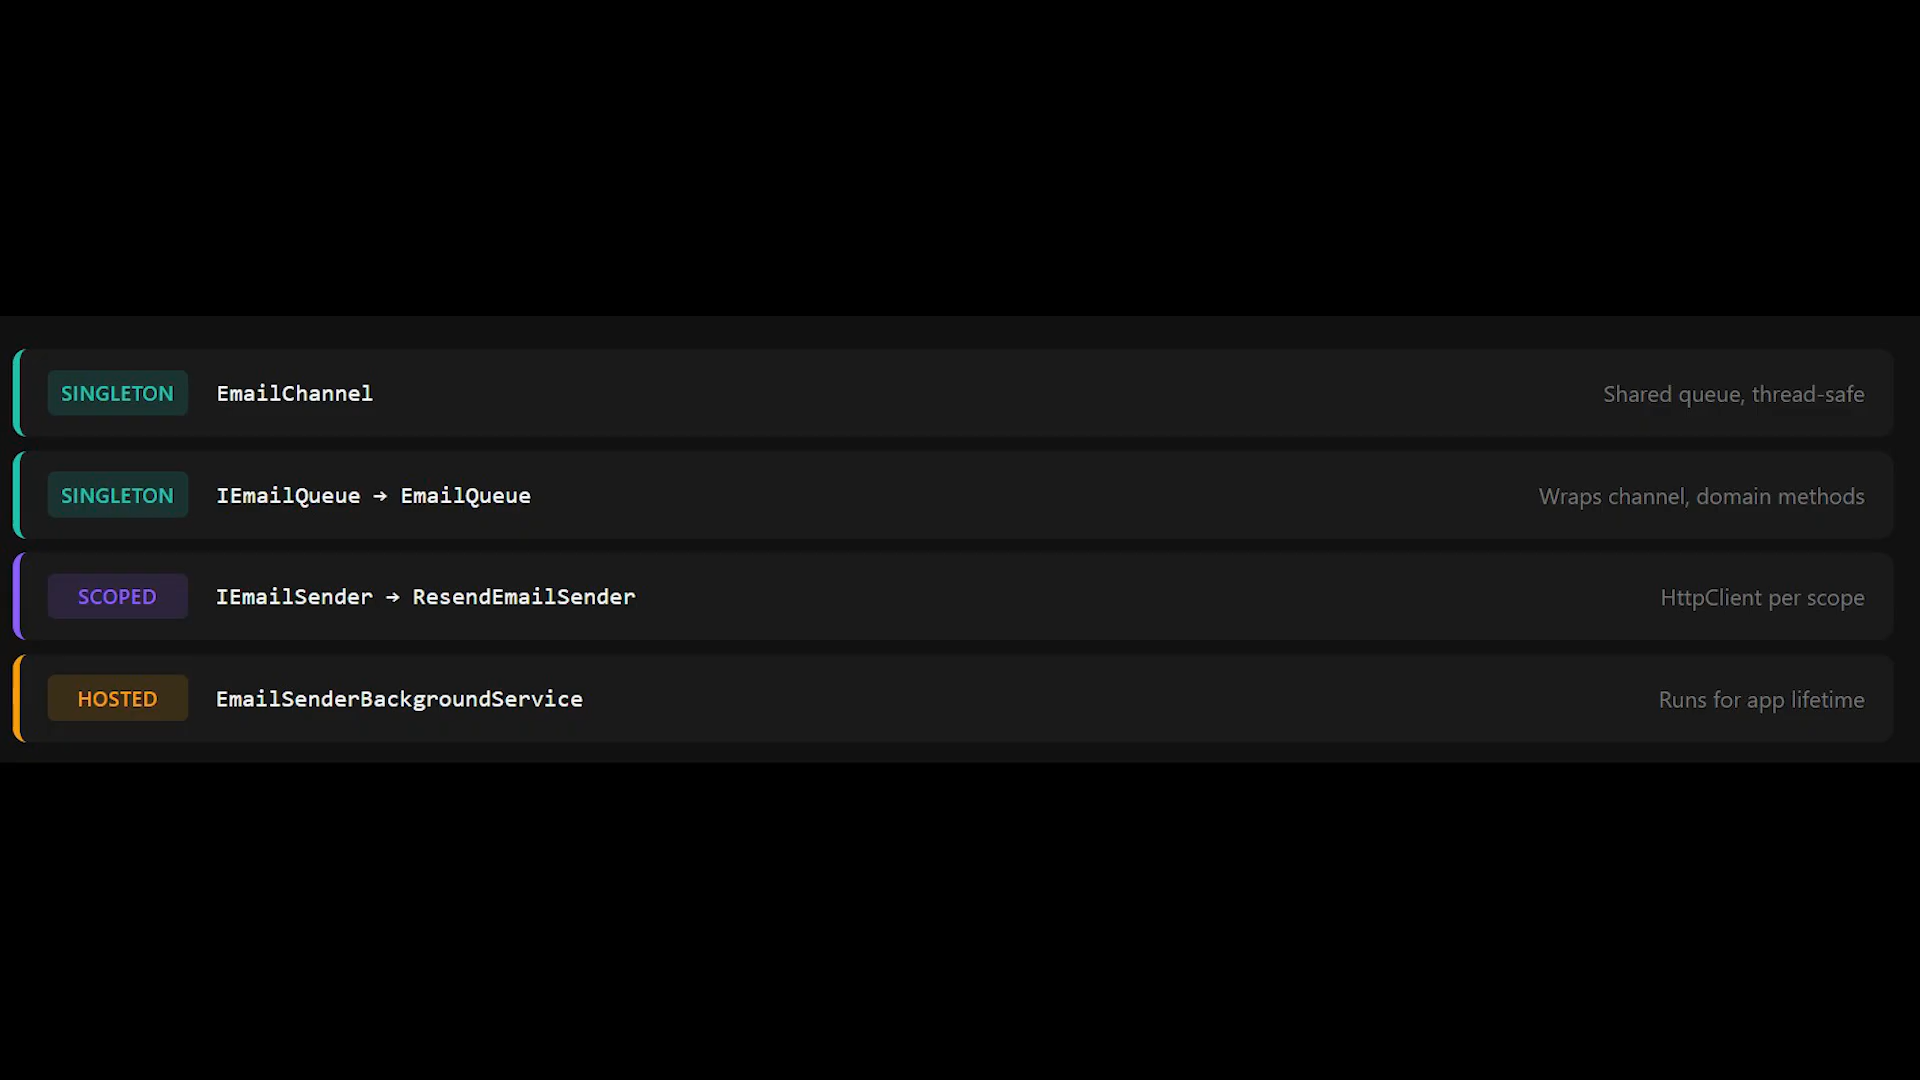 SINGLETON EmailChannel Shared queue, thread-safe
SINGLETON IEmailQueue → EmailQueue Wraps channel, domain methods
SCOPED IEmailSender → ResendEmailSender HttpClient per scope
HOSTED EmailSenderBackgroundService Runs for app lifetime